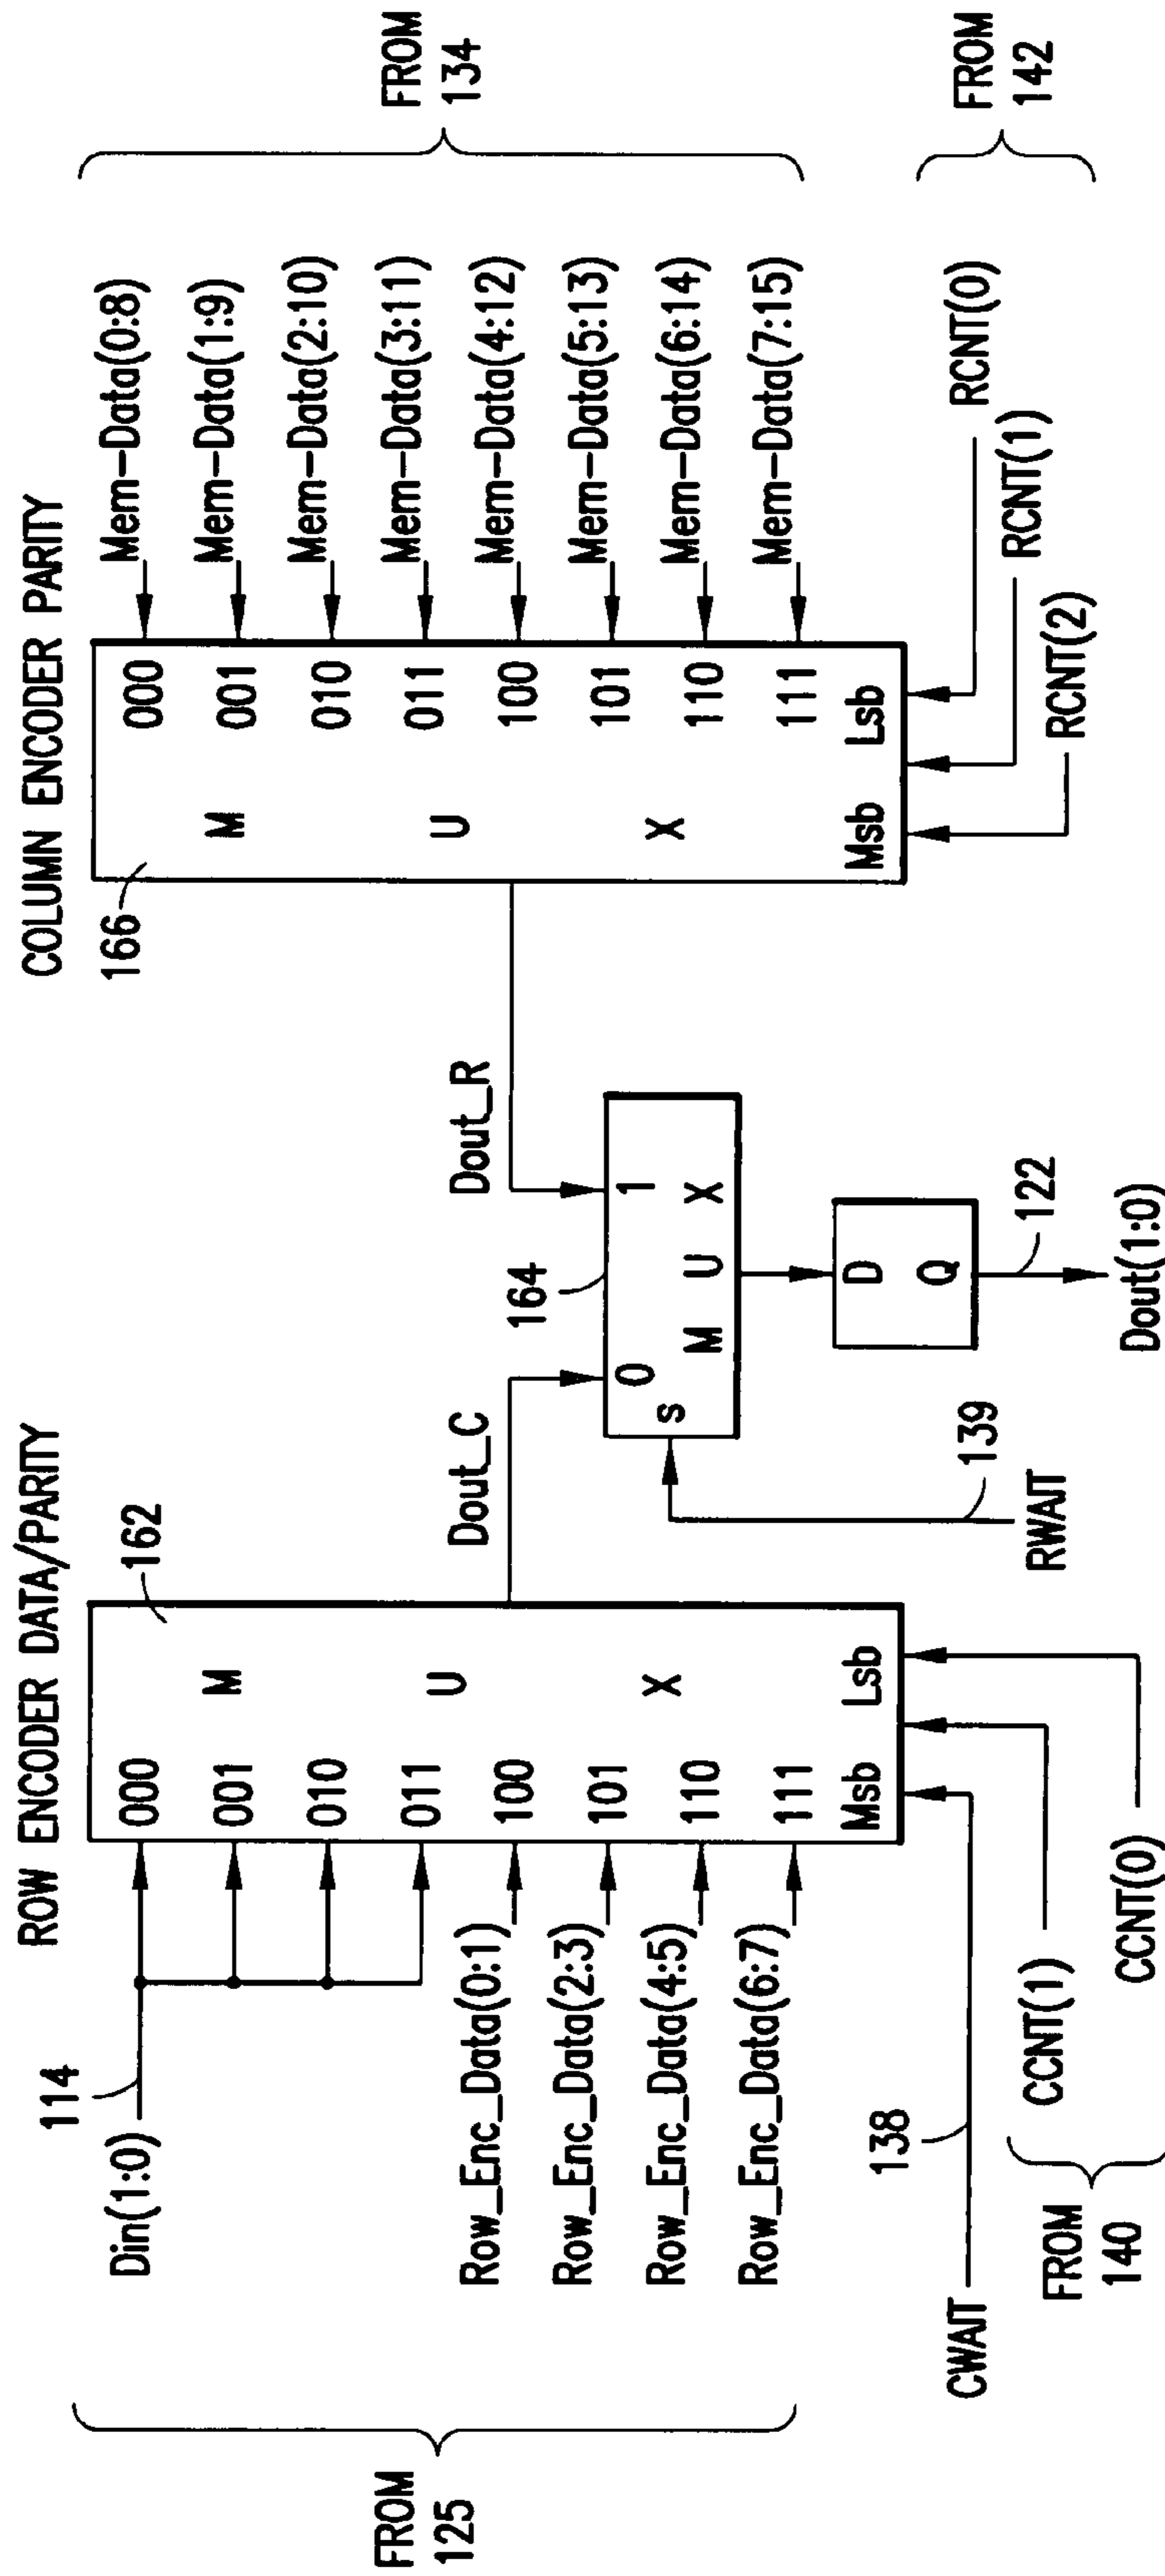 ROW ENCODER DATA/PARITY
COLUMN ENCODER PARITY
FROM
125
Din(1:0)
114
Row_Enc_Data(0:1)
Row_Enc_Data(2:3)
Row_Enc_Data(4:5)
Row_Enc_Data(6:7)
000
001
010
011
100
101
110
111
M
U
X
Msb
Lsb
162
CWAIT
138
FROM
140
CCNT(1)
CCNT(0)
Dout_C
Dout_R
164
0
1
s
M U X
RWAIT
139
D
Q
122
Dout(1:0)
166
M
U
X
000
001
010
011
100
101
110
111
Msb
Lsb
Mem-Data(0:8)
Mem-Data(1:9)
Mem-Data(2:10)
Mem-Data(3:11)
Mem-Data(4:12)
Mem-Data(5:13)
Mem-Data(6:14)
Mem-Data(7:15)
FROM
134
RCNT(0)
RCNT(1)
RCNT(2)
FROM
142